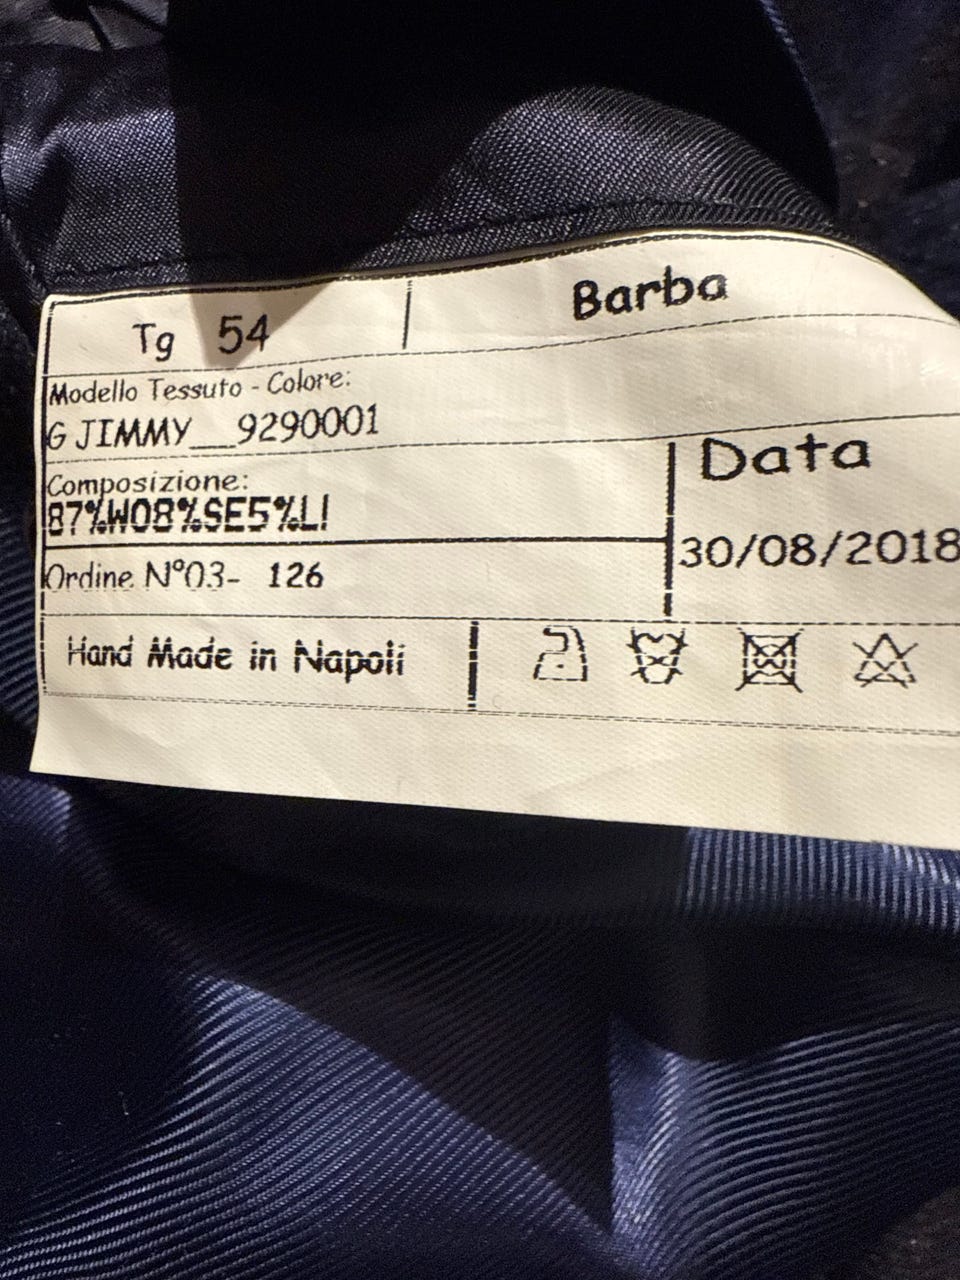 Tg 54
Barba
Modello Tessuto - Colore:
G JIMMY__9290001
Composizione:
87%WO8%SE5%LI
Data
30/08/2018
Ordine N°03- 126
Hand Made in Napoli